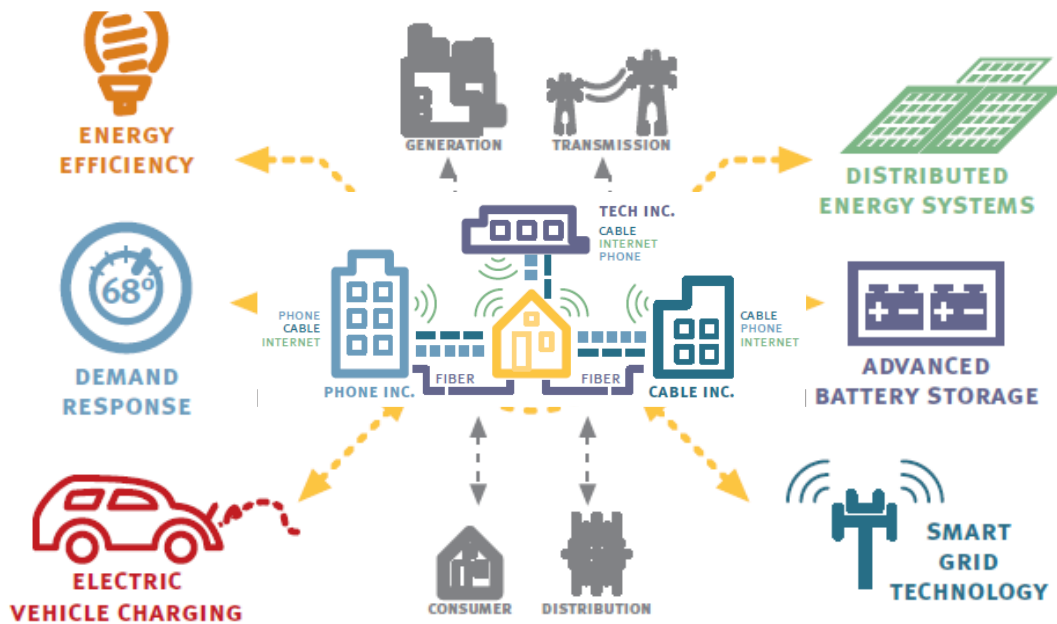 ENERGY
EFFICIENCY
GENERATION
TRANSMISSION
DISTRIBUTED
ENERGY SYSTEMS
TECH INC.
CABLE
INTERNET
PHONE
68°
DEMAND
RESPONSE
PHONE
CABLE
INTERNET
PHONE INC.
FIBER
FIBER
CABLE
PHONE
INTERNET
CABLE INC.
ADVANCED
BATTERY STORAGE
ELECTRIC
VEHICLE CHARGING
CONSUMER
DISTRIBUTION
SMART
GRID
TECHNOLOGY